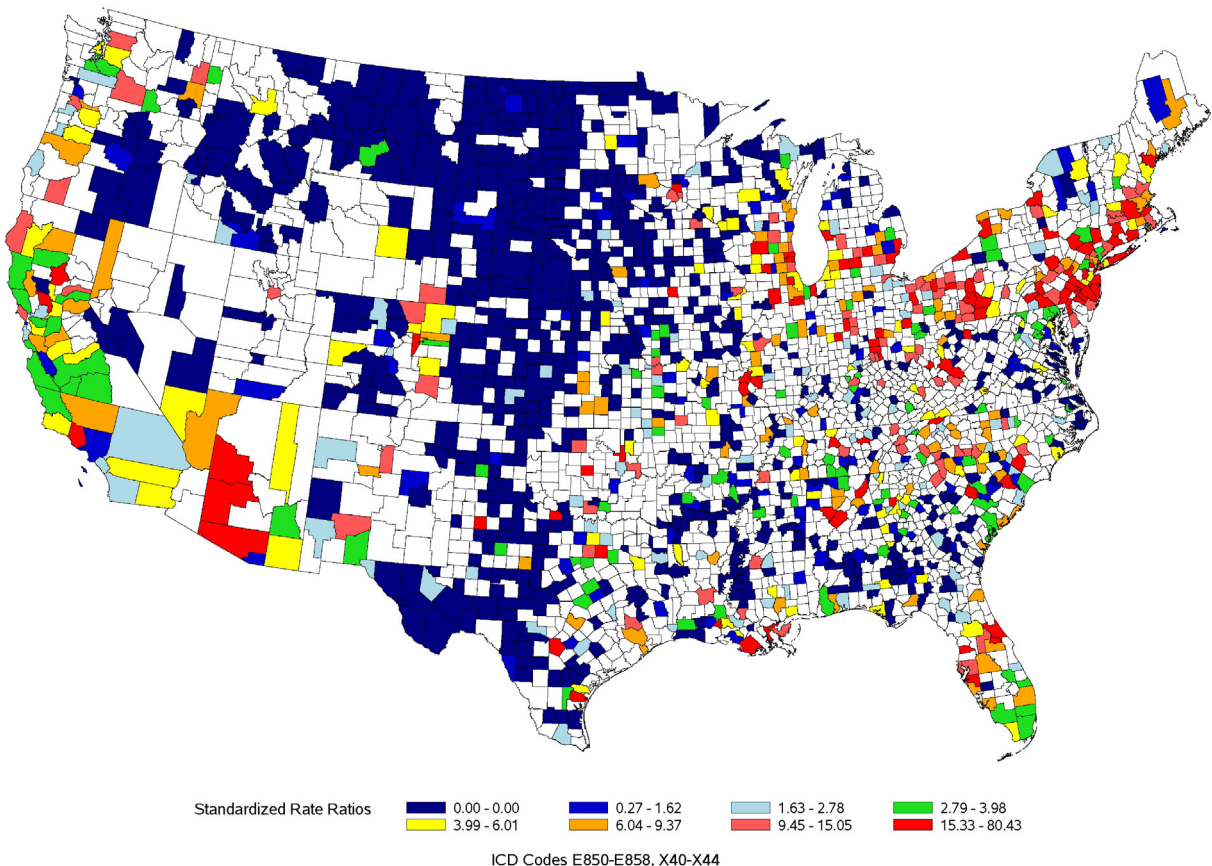 Standardized Rate Ratios 0.00 - 0.00 0.27 - 1.62 1.63 - 2.78 2.79 - 3.98
3.99 - 6.01 6.04 - 9.37 9.45 - 15.05 15.33 - 80.43
ICD Codes E850-E858, X40-X44